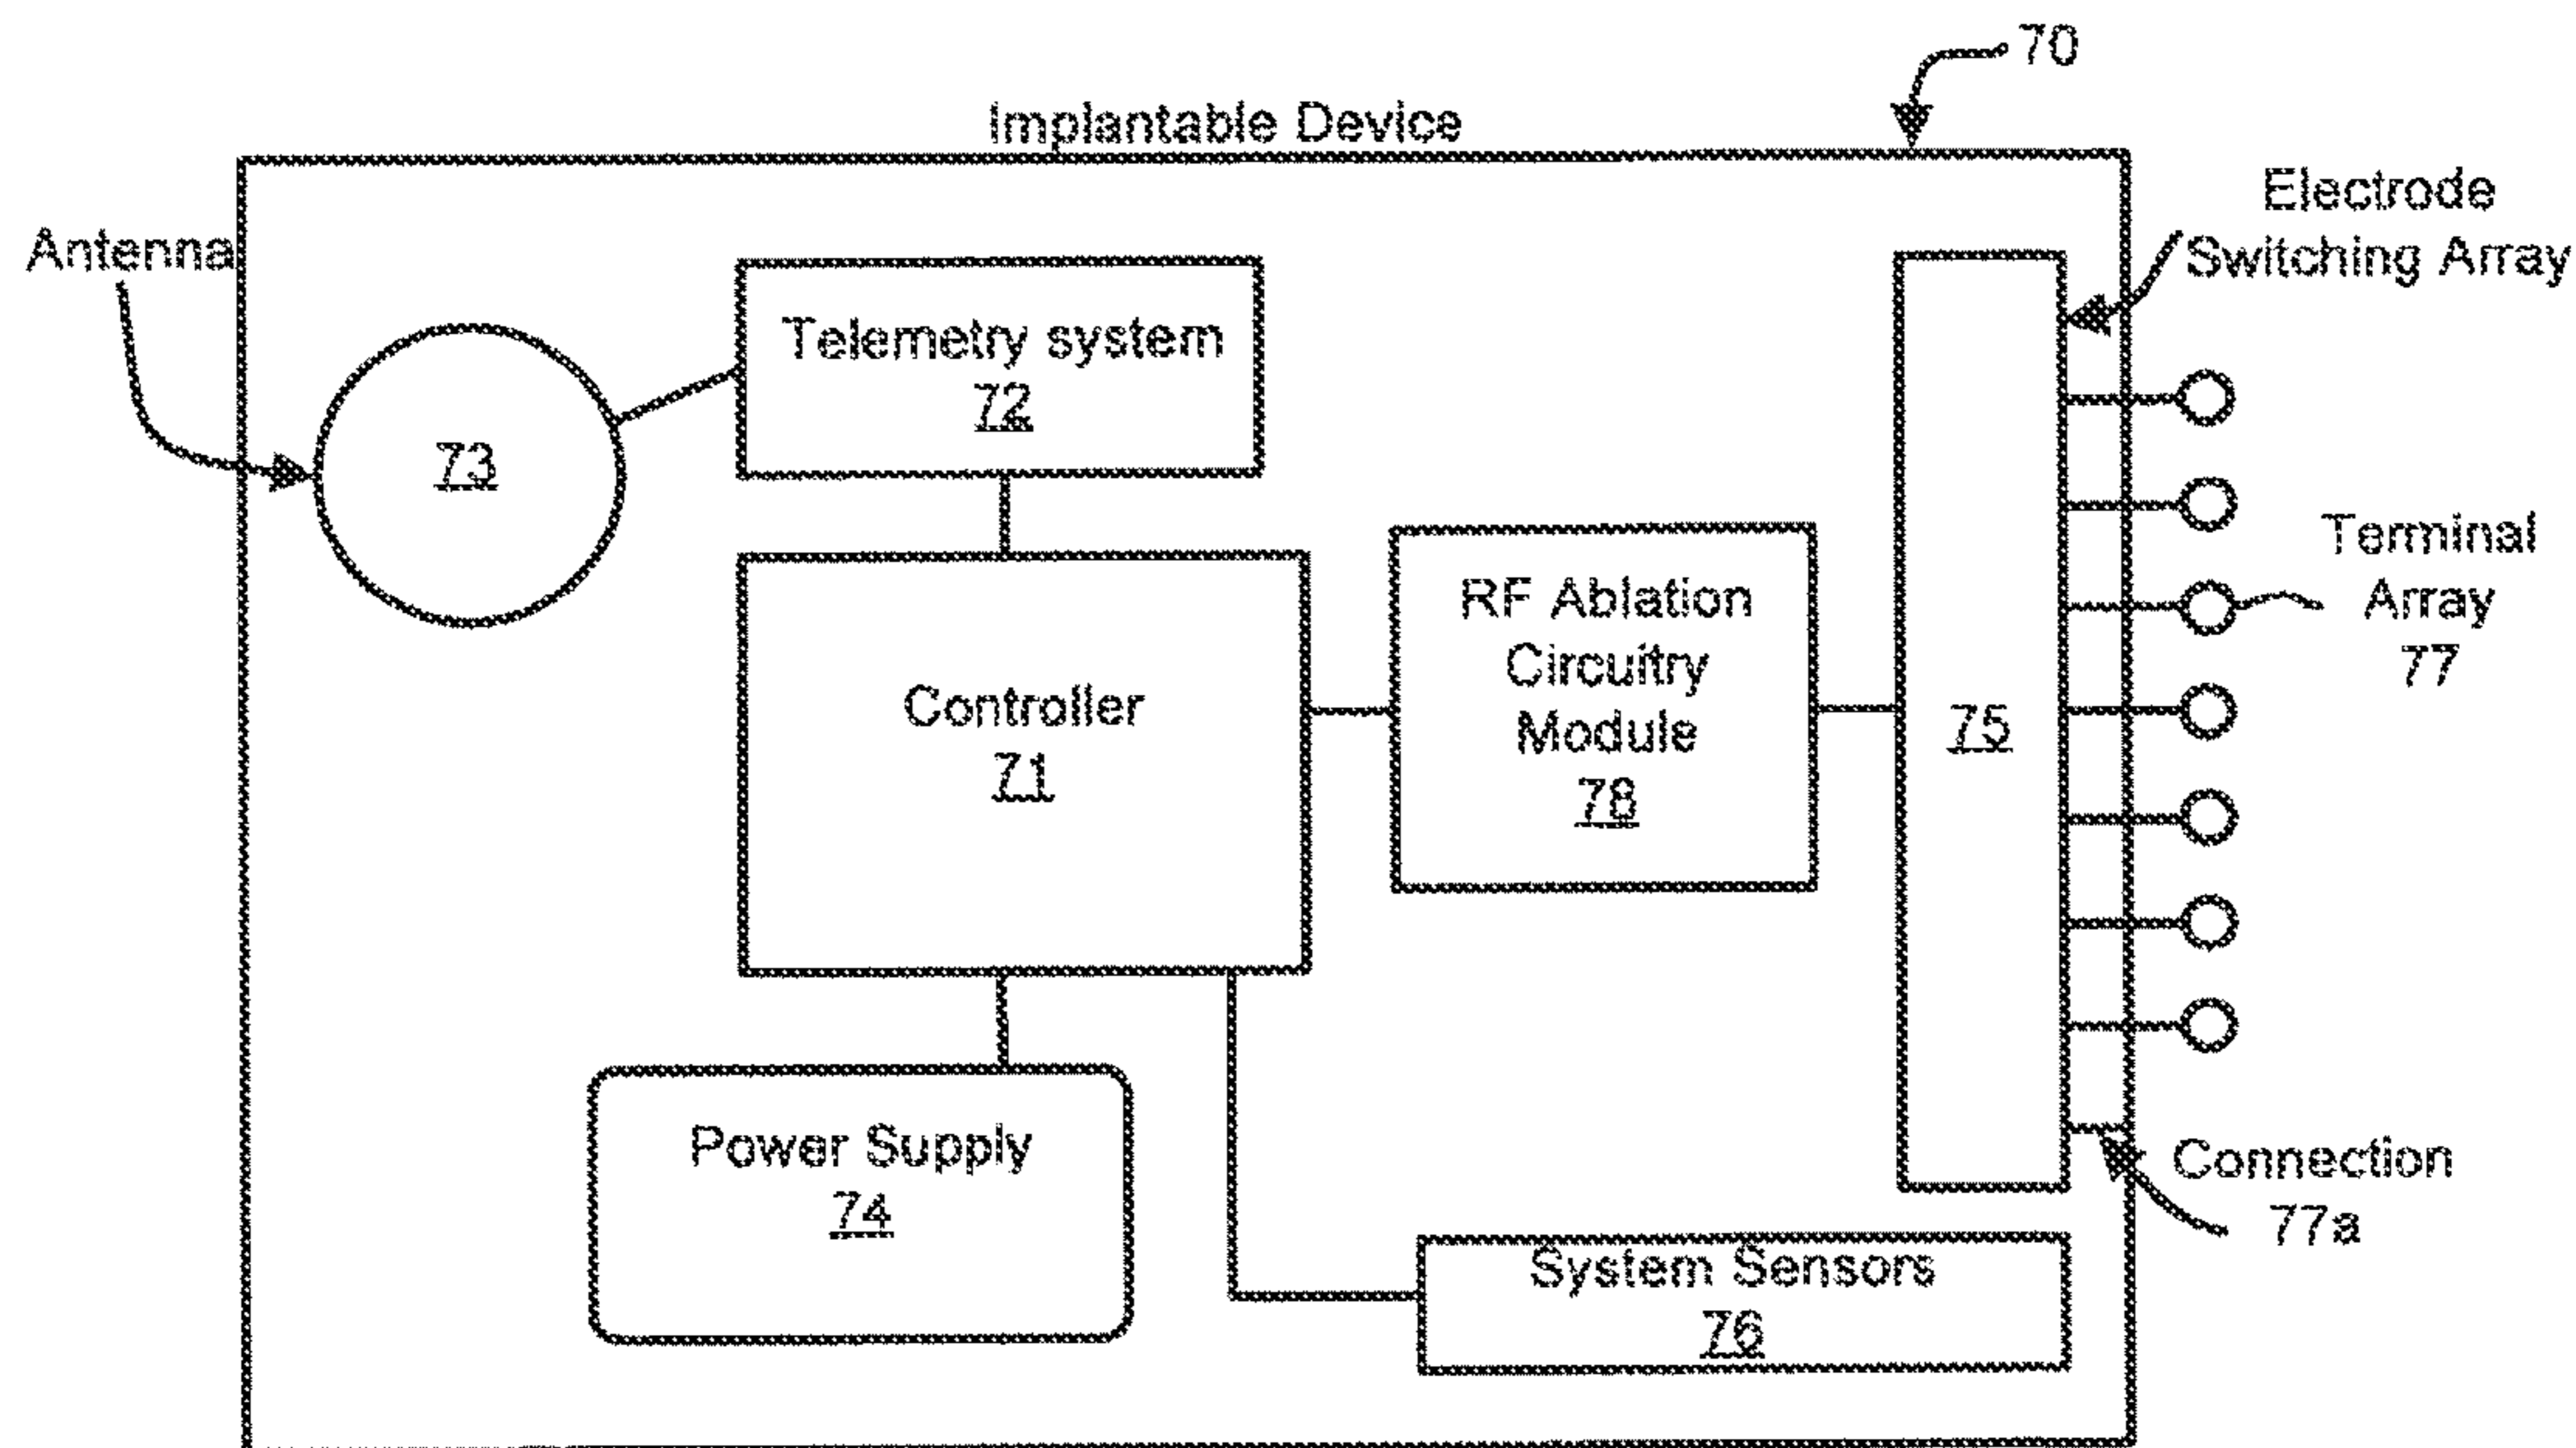 70
Implantable Device
Electrode
Switching Array
Antenna
Telemetry system
72
73
Terminal
Array
77
RF Ablation
Circuitry
Module
78
Controller
71
75
Power Supply
74
Connection
77a
System Sensors
76